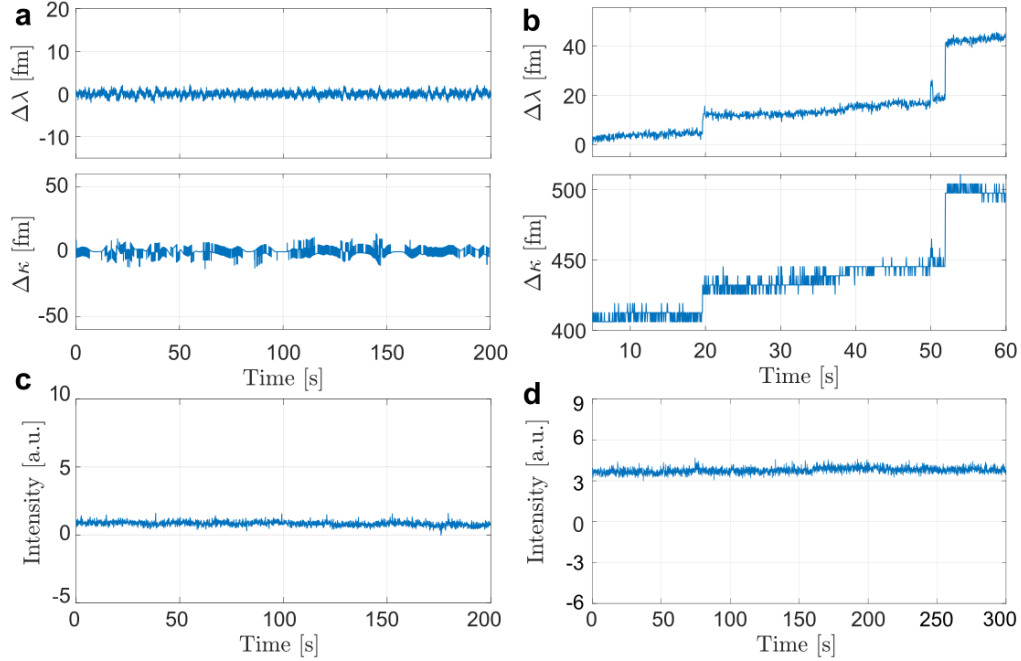 a
20
10
0
-10
Δλ [fm]
50
0
-50
Δκ [fm]
0 50 100 150 200
Time [s]
b
40
20
0
Δλ [fm]
500
450
400
Δκ [fm]
10 20 30 40 50 60
Time [s]
c
10
5
0
-5
Intensity [a.u.]
0 50 100 150 200
Time [s]
d
9
6
3
0
-3
-6
Intensity [a.u.]
0 50 100 150 200 250 300
Time [s]